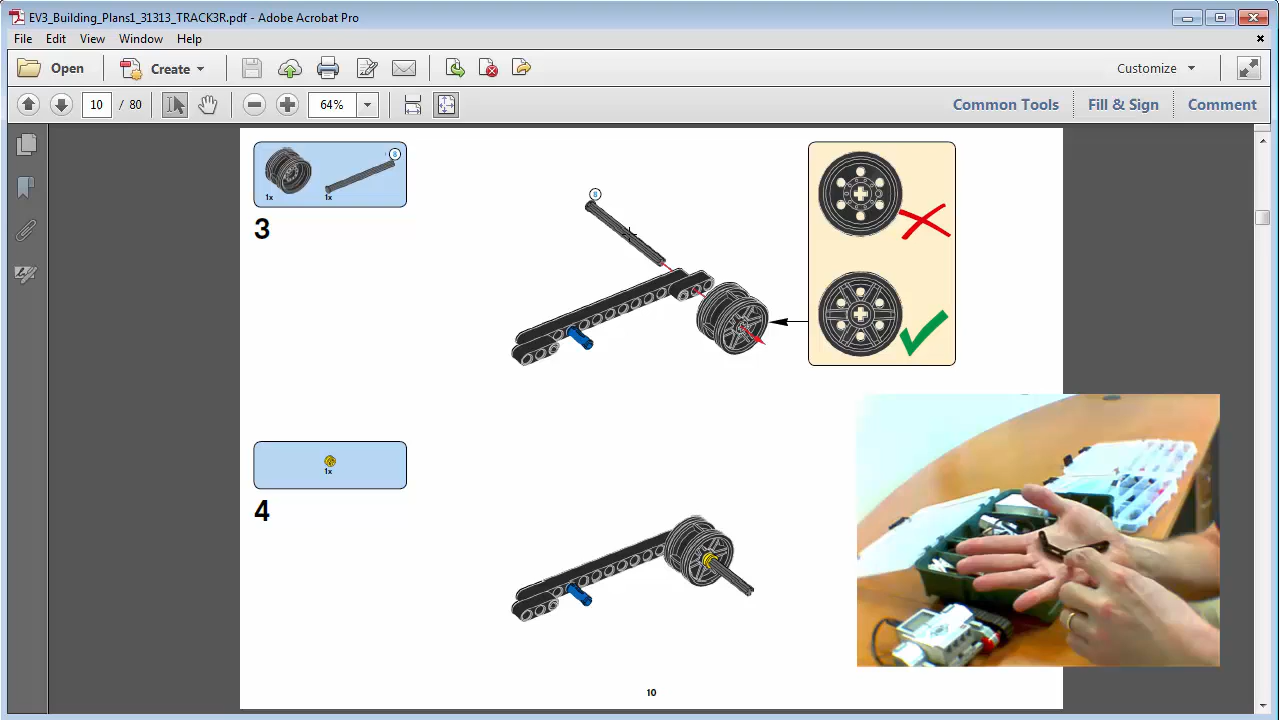 EV3_Building_Plans1_31313_TRACK3R.pdf - Adobe Acrobat Pro
File Edit View Window Help
Open Create Customize
10 / 80 64% Common Tools Fill & Sign Comment
8
1x 1x
3
8
1x
4
10